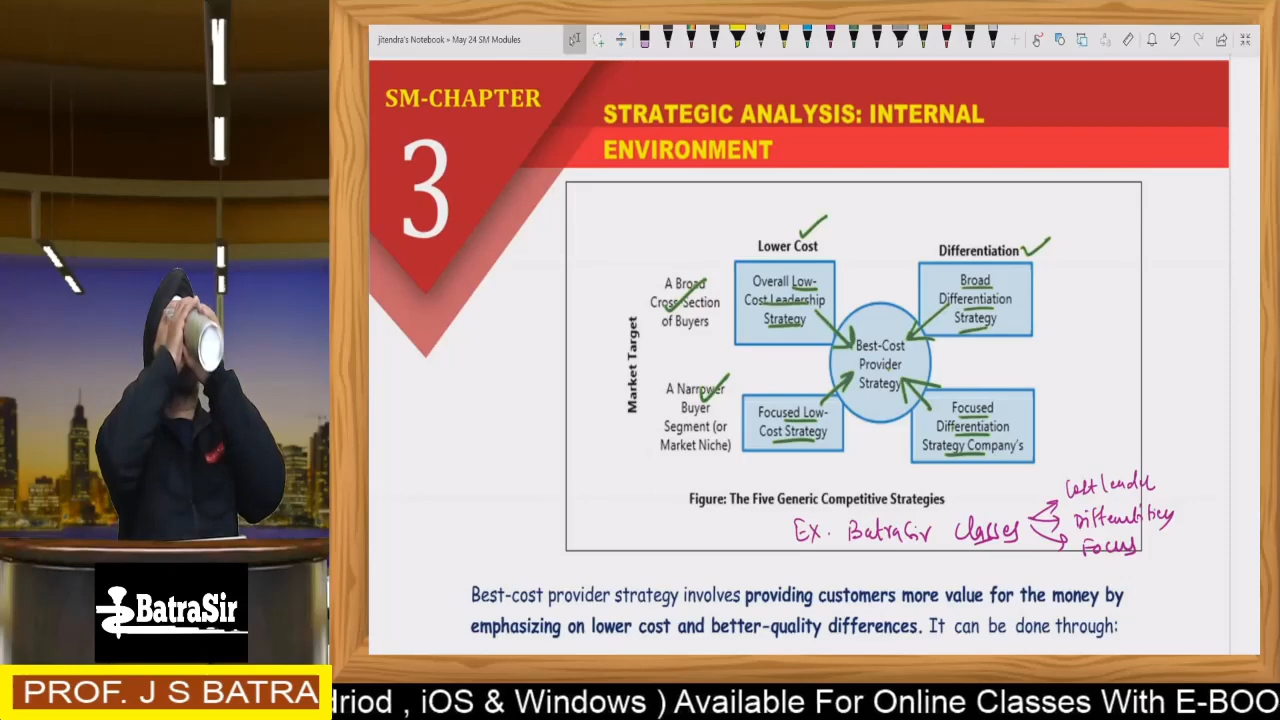 jitendra's Notebook » May 24 SM Modules
SM-CHAPTER
3
STRATEGIC ANALYSIS: INTERNAL
ENVIRONMENT
Lower Cost
Differentiation
Market Target
A Broad
Cross Section
of Buyers
Overall Low-
Cost Leadership
Strategy
Broad
Differentiation
Strategy
Best-Cost
Provider
Strategy
A Narrower
Buyer
Segment (or
Market Niche)
Focused Low-
Cost Strategy
Focused
Differentiation
Strategy Company's
Figure: The Five Generic Competitive Strategies
Ex. BatraSir Classes
Focus
Best-cost provider strategy involves providing customers more value for the money by
emphasizing on lower cost and better-quality differences. It can be done through:
BatraSir
PROF. J S BATRA
driod , iOS & Windows ) Available For Online Classes With E-BOO